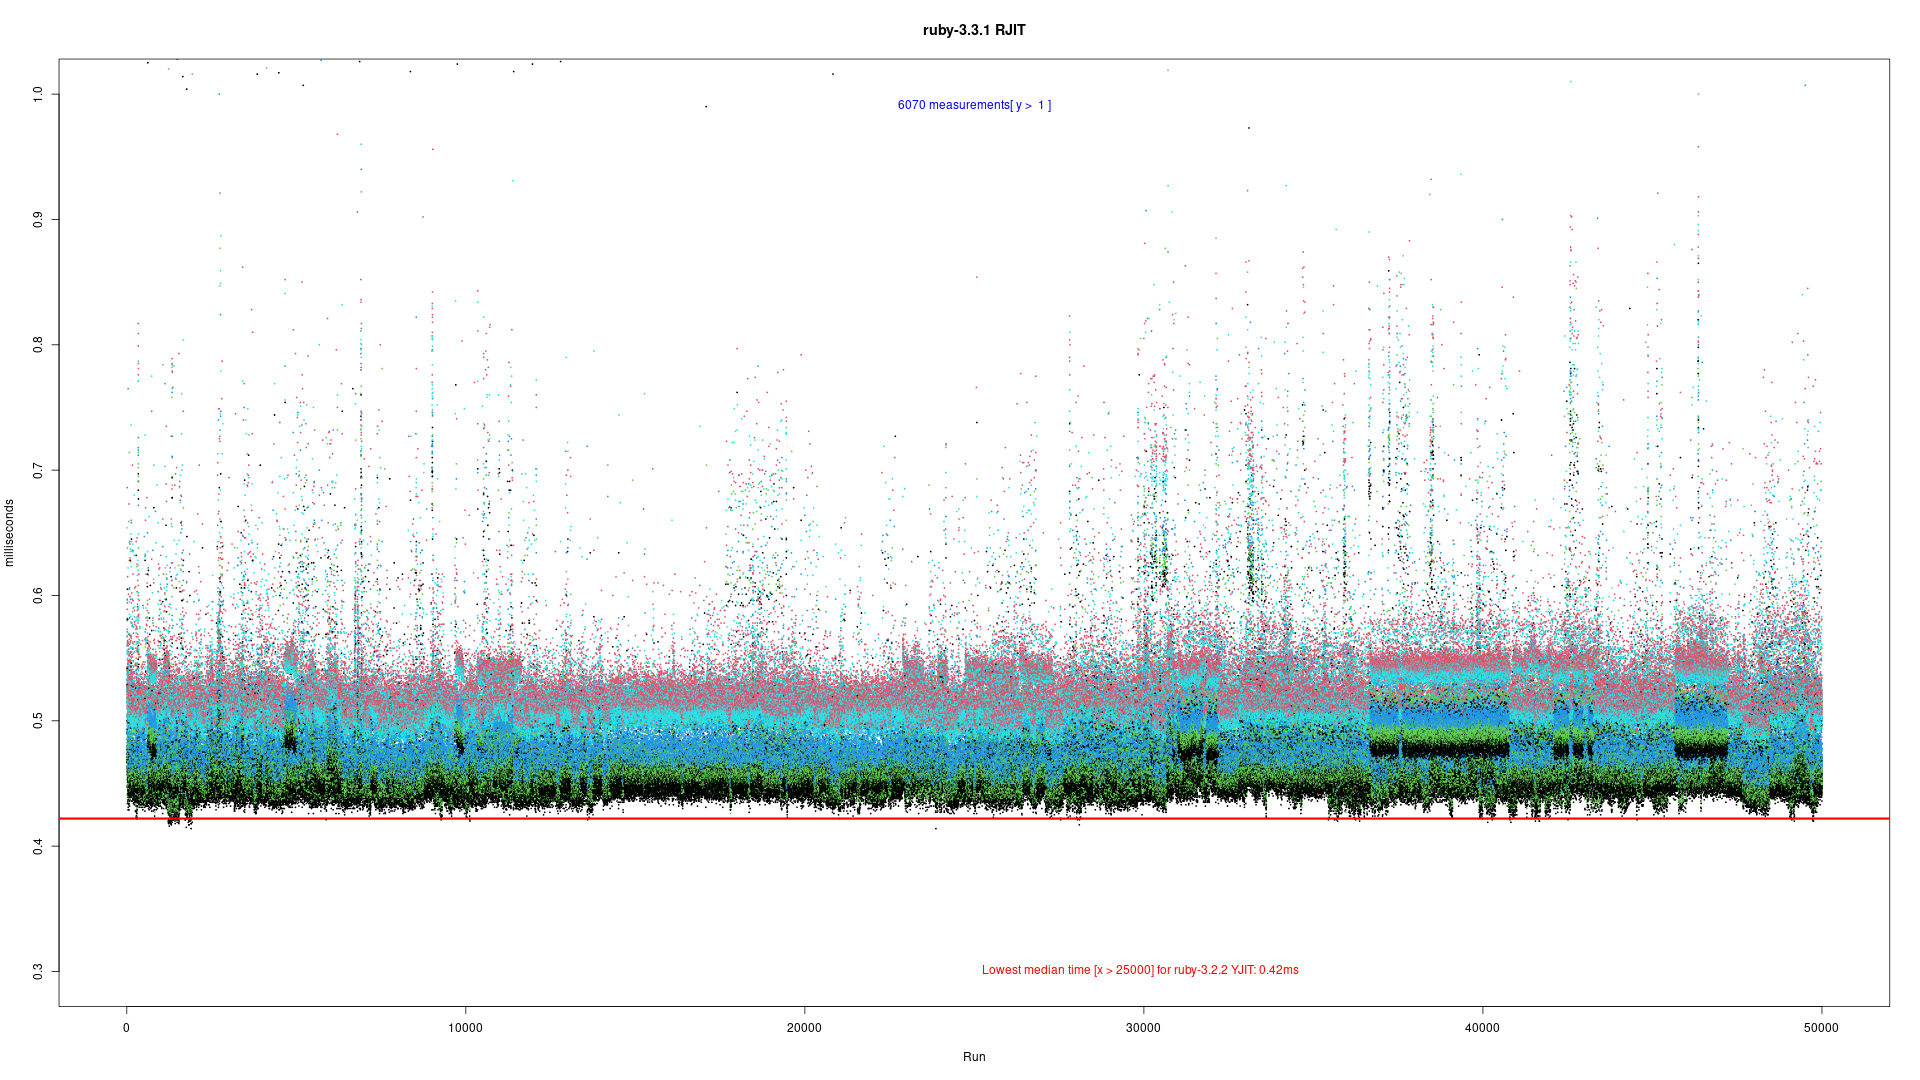 ruby-3.3.1 RJIT
6070 measurements[ y >  1 ]
1.0
0.9
0.8
0.7
0.6
0.5
0.4
0.3
milliseconds
Lowest median time [x > 25000] for ruby-3.2.2 YJIT: 0.42ms
0 10000 20000 30000 40000 50000
Run